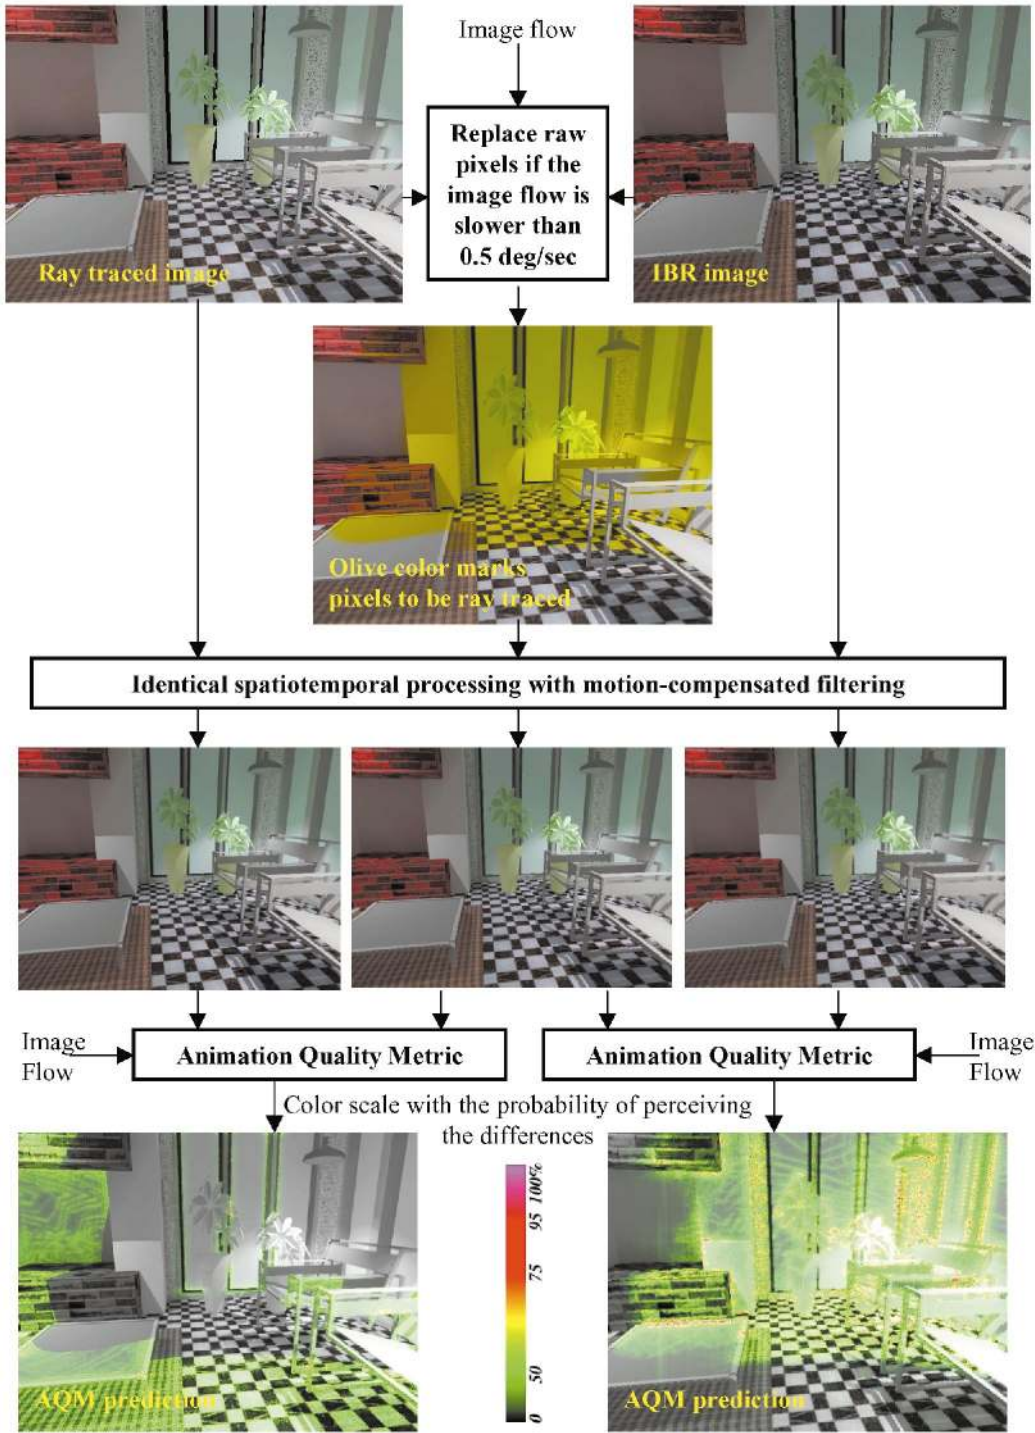 Image flow
Replace raw
pixels if the
image flow is
slower than
0.5 deg/sec
Ray traced image
IBR image
Olive color marks
pixels to be ray traced
Identical spatiotemporal processing with motion-compensated filtering
Image
Flow
Animation Quality Metric
Animation Quality Metric
Image
Flow
Color scale with the probability of perceiving
the differences
100%
95
75
50
0
AQM prediction
AQM prediction